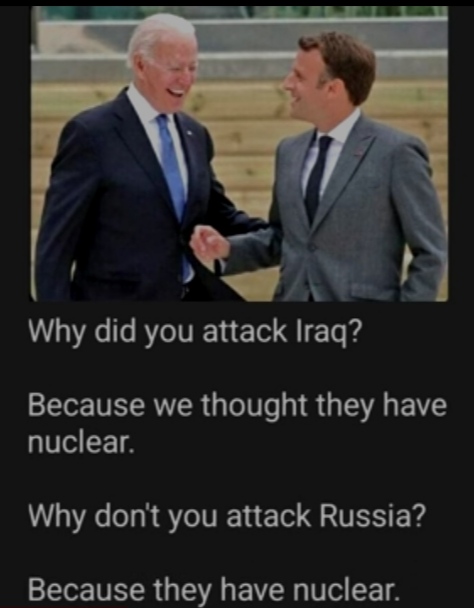 Why did you attack Iraq?
Because we thought they have
nuclear.
Why don't you attack Russia?
Because they have nuclear.